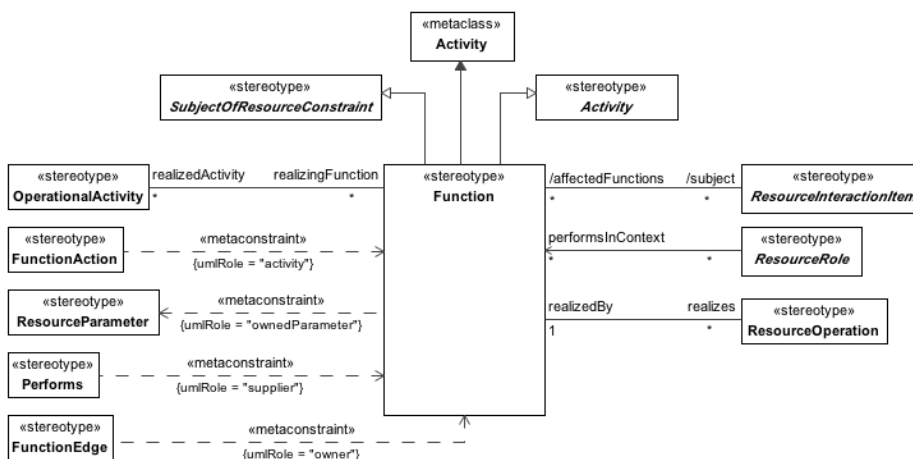 «metaclass»
Activity
«stereotype»
SubjectOfResourceConstraint
«stereotype»
Activity
«stereotype»
OperationalActivity
realizedActivity
*
realizingFunction
*
«stereotype»
Function
/affectedFunctions
*
/subject
*
«stereotype»
ResourceInteractionItem
«stereotype»
FunctionAction
«metaconstraint»
{umlRole = "activity"}
performsInContext
*
*
«stereotype»
ResourceRole
«stereotype»
ResourceParameter
«metaconstraint»
{umlRole = "ownedParameter"}
realizedBy
1
realizes
*
«stereotype»
ResourceOperation
«stereotype»
Performs
«metaconstraint»
{umlRole = "supplier"}
«stereotype»
FunctionEdge
«metaconstraint»
{umlRole = "owner"}